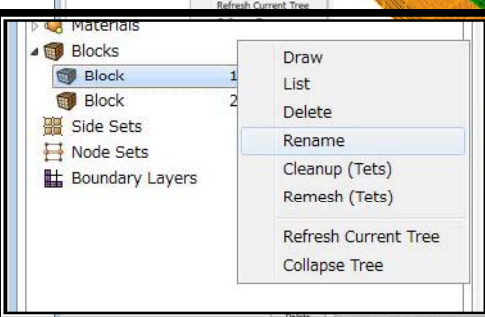 Refresh Current Tree
Materials
Blocks
Block 1
Block 2
Side Sets
Node Sets
Boundary Layers
Draw
List
Delete
Rename
Cleanup (Tets)
Remesh (Tets)
Refresh Current Tree
Collapse Tree